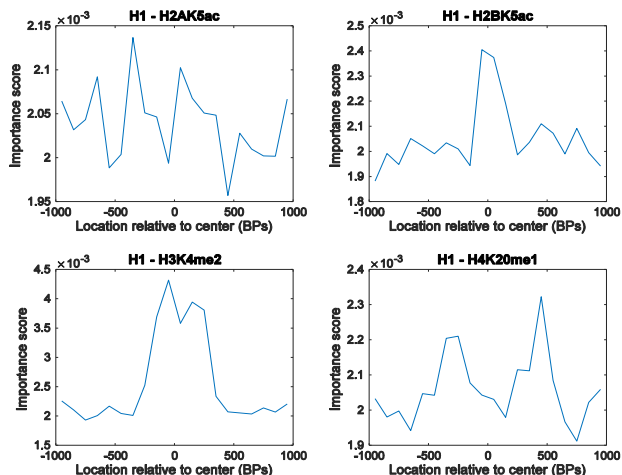 H1 - H2AK5ac
×10⁻³
2.15
2.1
2.05
2
1.95
Importance score
-1000 -500 0 500 1000
Location relative to center (BPs)
H1 - H2BK5ac
×10⁻³
2.5
2.4
2.3
2.2
2.1
2
1.9
1.8
Importance score
-1000 -500 0 500 1000
Location relative to center (BPs)
H1 - H3K4me2
×10⁻³
4.5
4
3.5
3
2.5
2
1.5
Importance score
-1000 -500 0 500 1000
Location relative to center (BPs)
H1 - H4K20me1
×10⁻³
2.4
2.3
2.2
2.1
2
1.9
Importance score
-1000 -500 0 500 1000
Location relative to center (BPs)